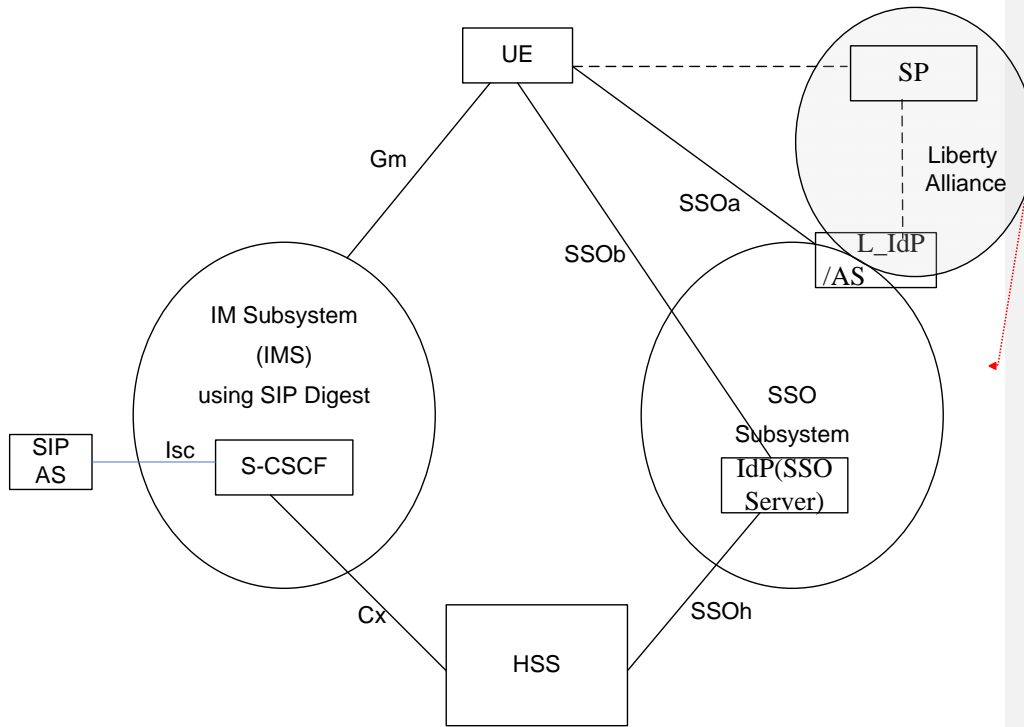 UE
SP
Gm
Liberty
Alliance
SSOa
SSOb
L_IdP
/AS
IM Subsystem
(IMS)
using SIP Digest
SSO
Subsystem
SIP
AS
Isc
S-CSCF
IdP(SSO
Server)
Cx
SSOh
HSS